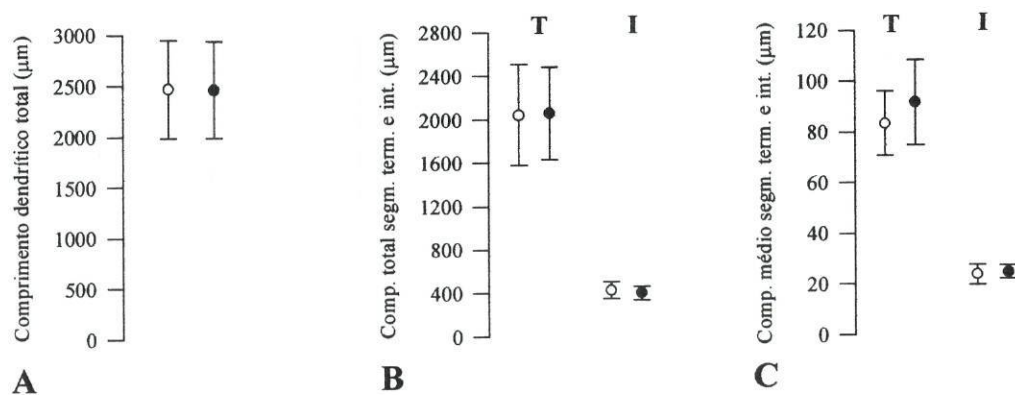 Comprimento dendrítico total (μm)
3000
2500
2000
1500
1000
500
0
A
Comp. total segm. term. e int. (μm)
T I
2800
2400
2000
1600
1200
800
400
0
B
Comp. médio segm. term. e int. (μm)
T I
120
100
80
60
40
20
0
C